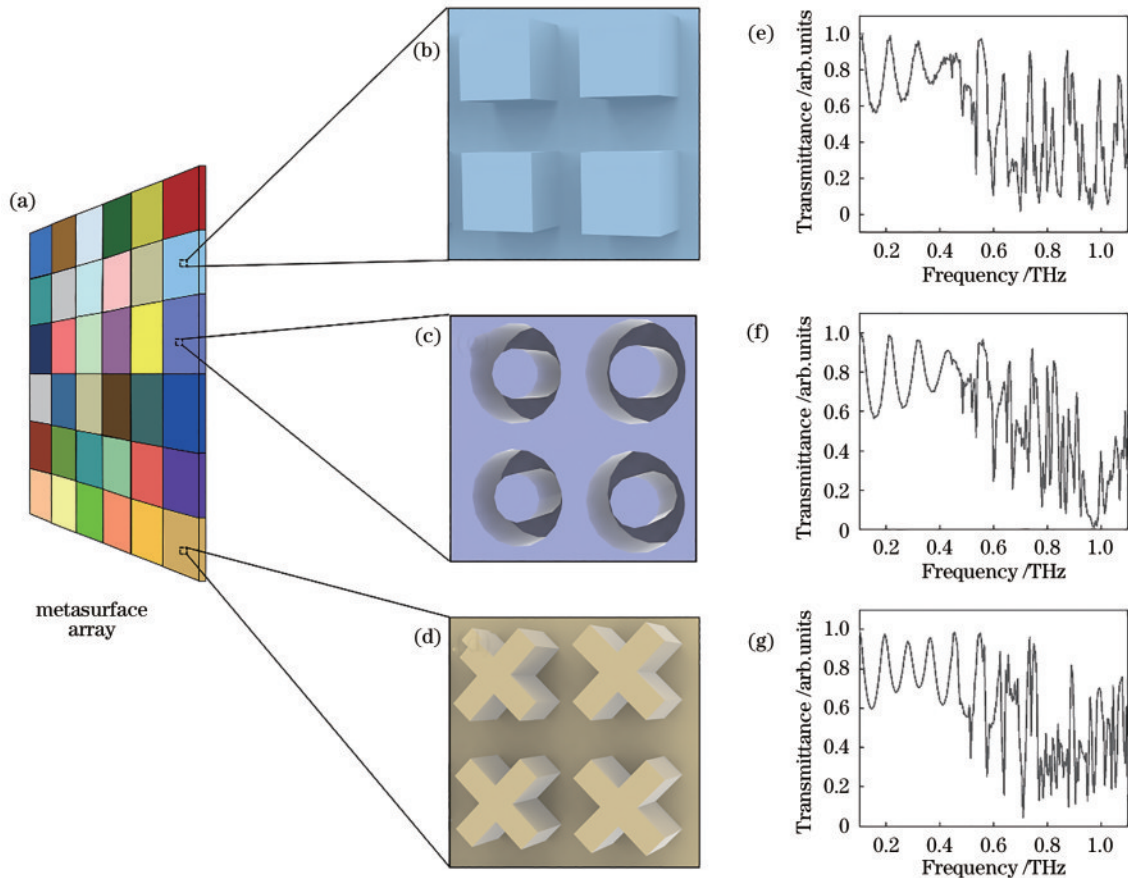 (a)
metasurface
array
(b)
(c)
(d)
(e)
Transmittance /arb.units
1.0
0.8
0.6
0.4
0.2
0
0.2 0.4 0.6 0.8 1.0
Frequency /THz
(f)
Transmittance /arb.units
1.0
0.8
0.6
0.4
0.2
0
0.2 0.4 0.6 0.8 1.0
Frequency /THz
(g)
Transmittance /arb.units
1.0
0.8
0.6
0.4
0.2
0
0.2 0.4 0.6 0.8 1.0
Frequency /THz